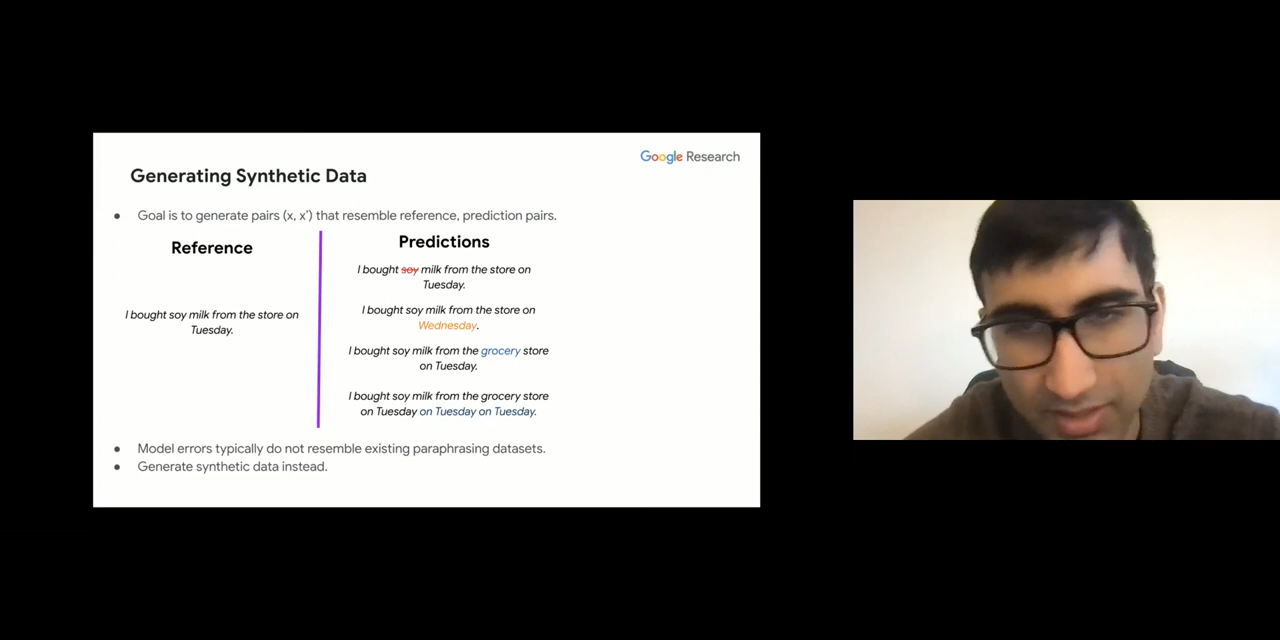 Google Research
Generating Synthetic Data
● Goal is to generate pairs (x, x') that resemble reference, prediction pairs.
Reference
I bought soy milk from the store on
Tuesday.
Predictions
I bought soy milk from the store on
Tuesday.
I bought soy milk from the store on
Wednesday.
I bought soy milk from the grocery store
on Tuesday.
I bought soy milk from the grocery store
on Tuesday on Tuesday on Tuesday.
● Model errors typically do not resemble existing paraphrasing datasets.
● Generate synthetic data instead.